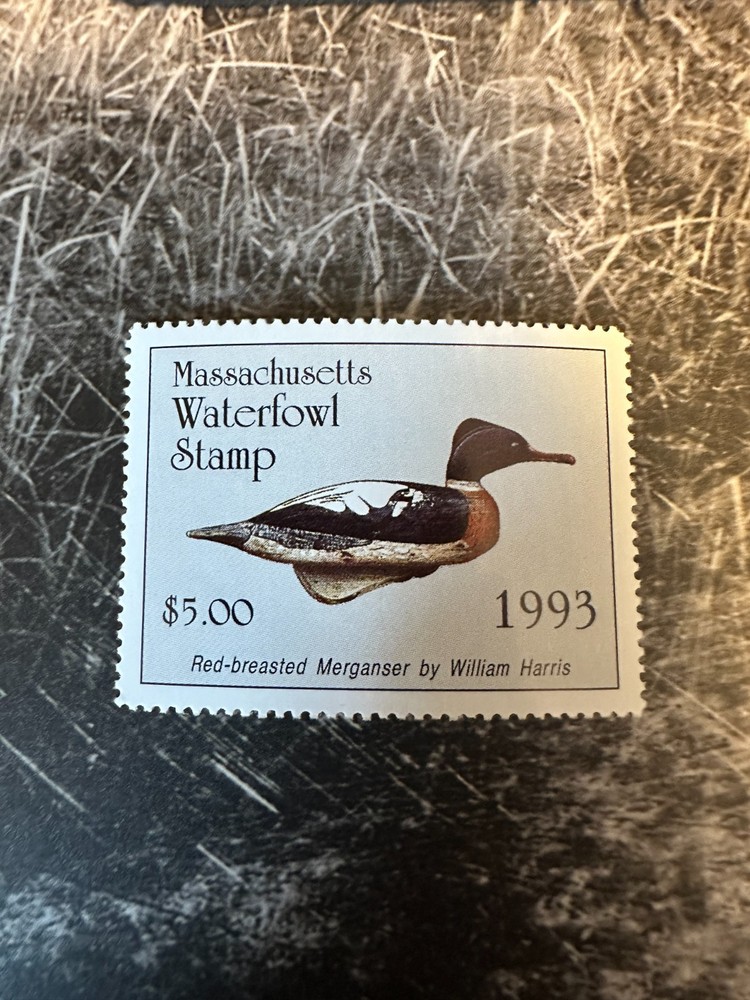 Massachusetts
Waterfowl
Stamp
$5.00
1993
Red-breasted Merganser by William Harris